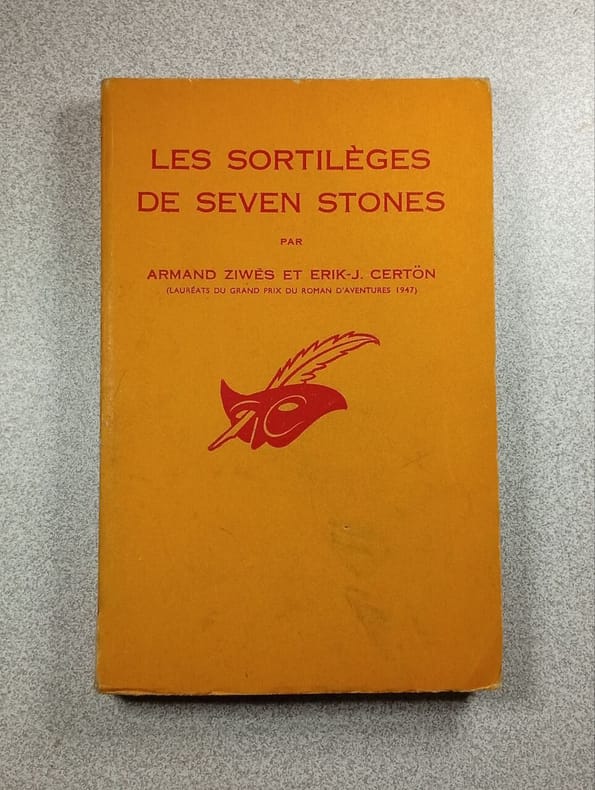 LES SORTILÈGES
DE SEVEN STONES
PAR
ARMAND ZIWÈS ET ERIK-J. CERTÖN
(LAURÉATS DU GRAND PRIX DU ROMAN D'AVENTURES 1947)